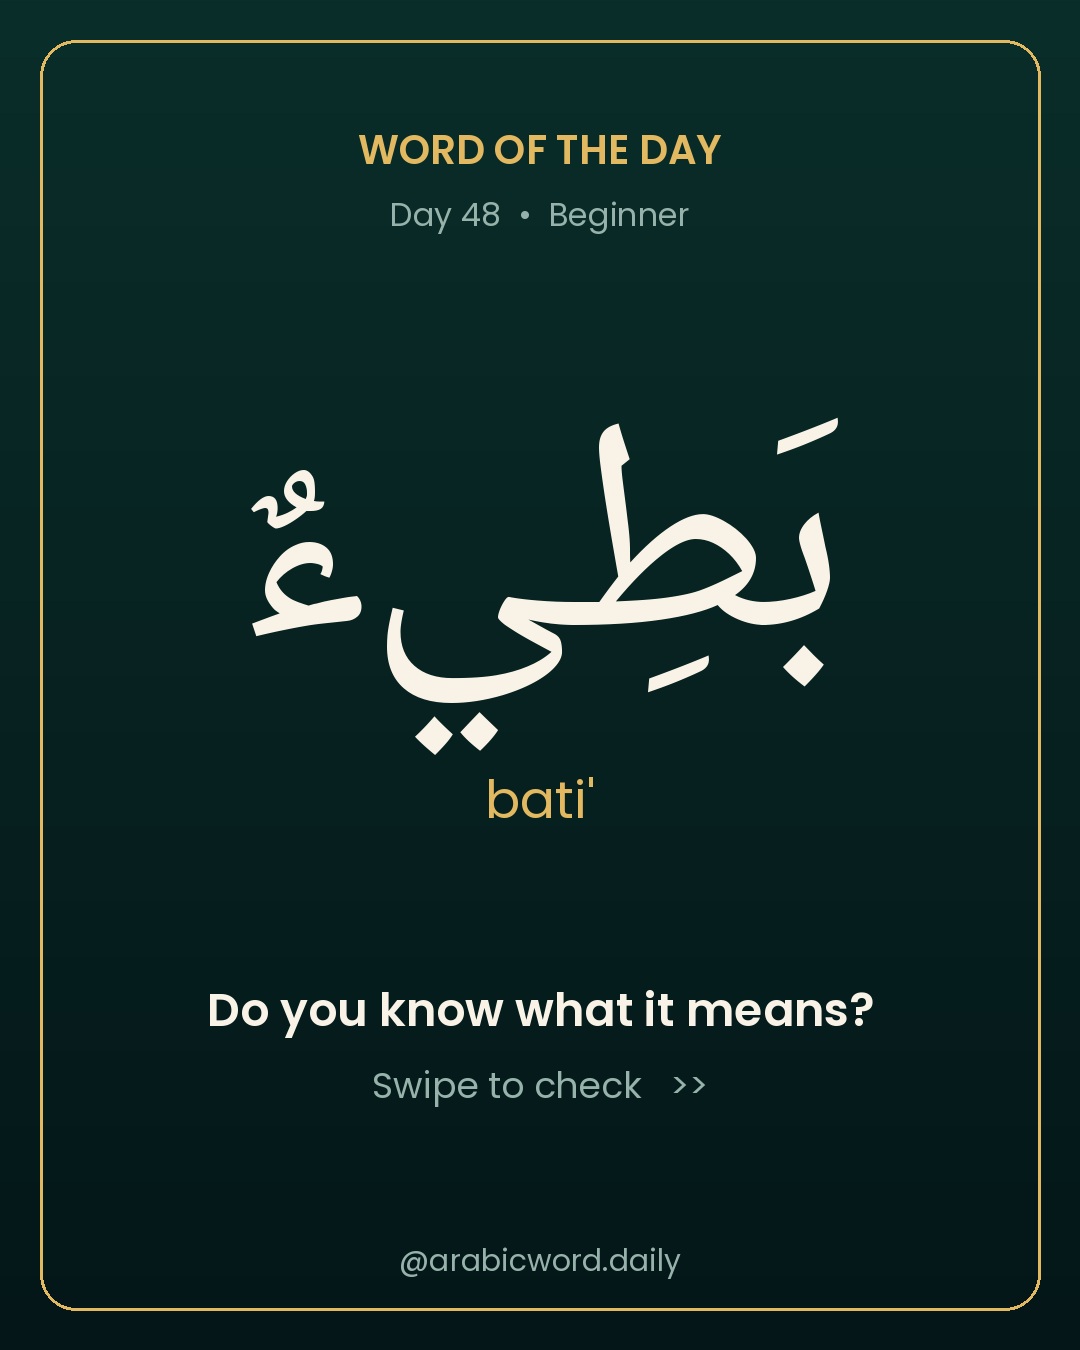 WORD OF THE DAY
Day 48 • Beginner
بَطِيءٌ
bati'
Do you know what it means?
Swipe to check >>
@arabicword.daily